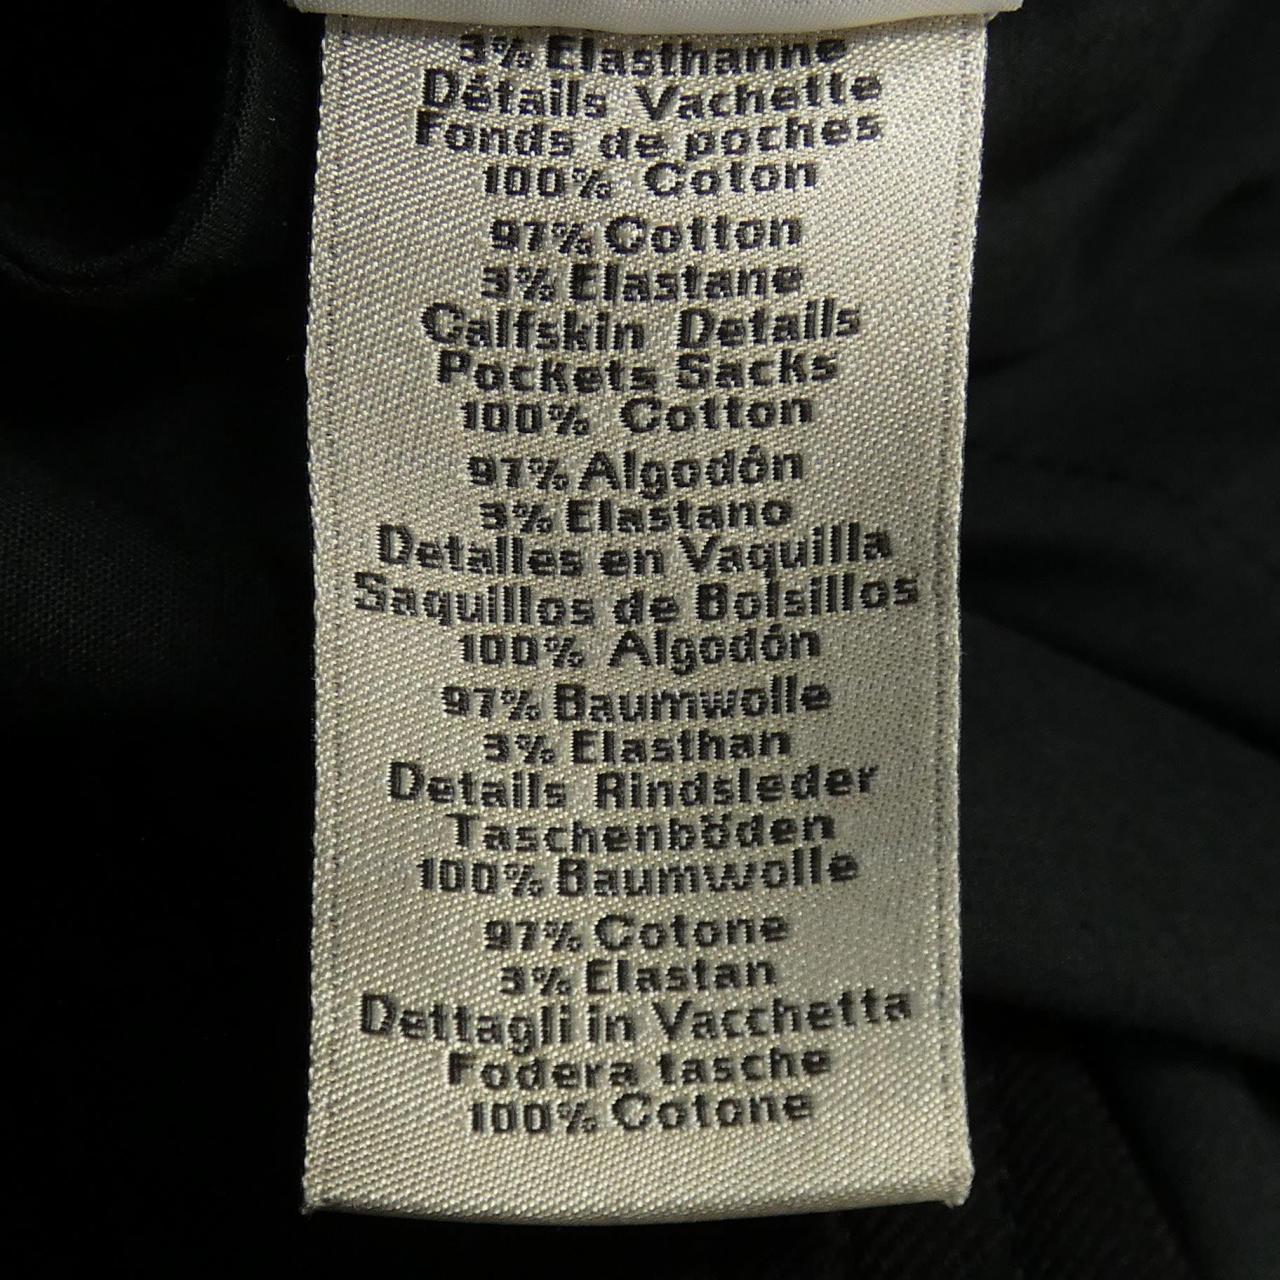 3% Elasthanne
Détails Vachette
Fonds de poches
100% Coton
97% Cotton
3% Elastane
Calfskin Details
Pockets Sacks
100% Cotton
97% Algodón
3% Elastano
Detalles en Vaquilla
Saquillos de Bolsillos
100% Algodón
97% Baumwolle
3% Elasthan
Details Rindsleder
Taschenböden
100% Baumwolle
97% Cotone
3% Elastan
Dettagli in Vacchetta
Fodera tasche
100% Cotone